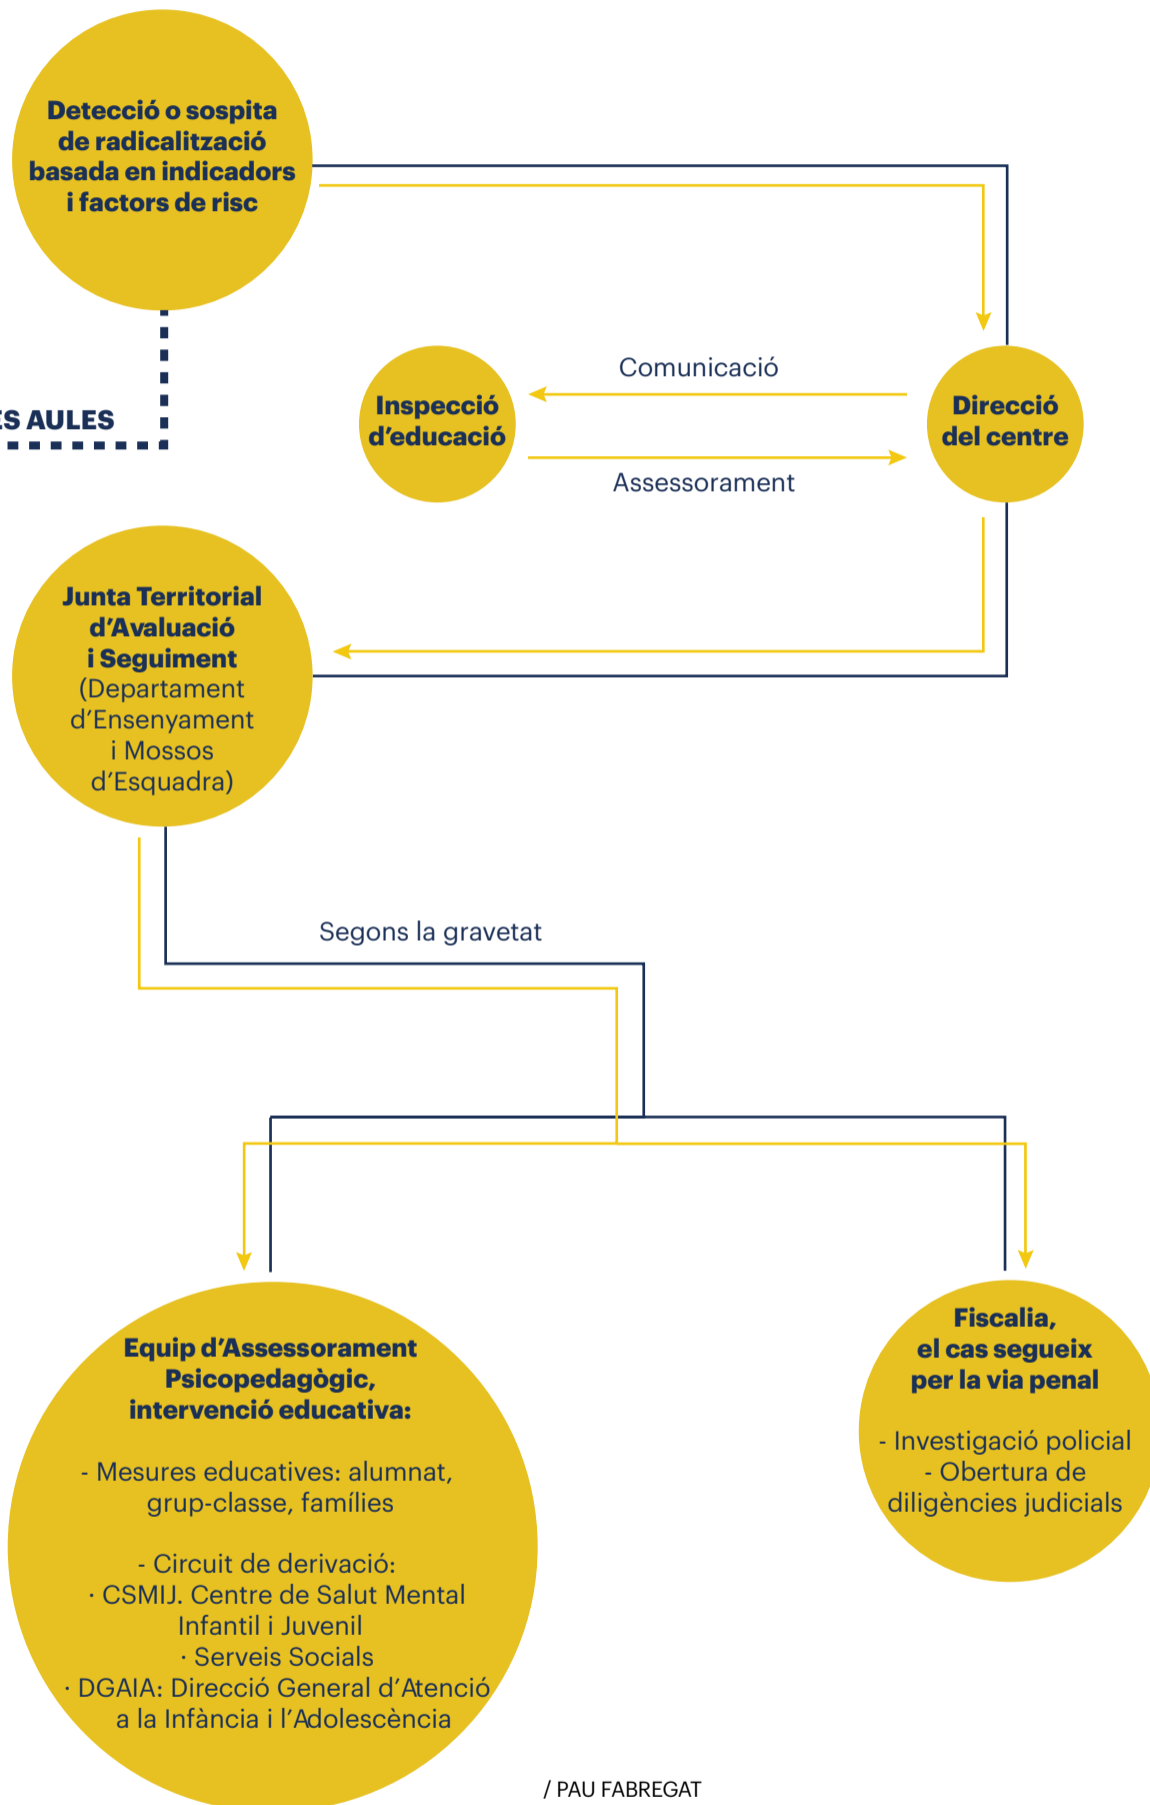 Detecció o sospita
de radicalització
basada en indicadors
i factors de risc
Comunicació
Inspecció
d'educació
Direcció
del centre
Assessorament
ES AULES
Junta Territorial
d'Avaluació
i Seguiment
(Departament
d'Ensenyament
i Mossos
d'Esquadra)
Segons la gravetat
Equip d'Assessorament
Psicopedagògic,
intervenció educativa:
- Mesures educatives: alumnat,
grup-classe, famílies
- Circuit de derivació:
· CSMIJ. Centre de Salut Mental
Infantil i Juvenil
· Serveis Socials
· DGAIA: Direcció General d'Atenció
a la Infància i l'Adolescència
Fiscalia,
el cas segueix
per la via penal
- Investigació policial
- Obertura de
diligències judicials
/ PAU FABREGAT